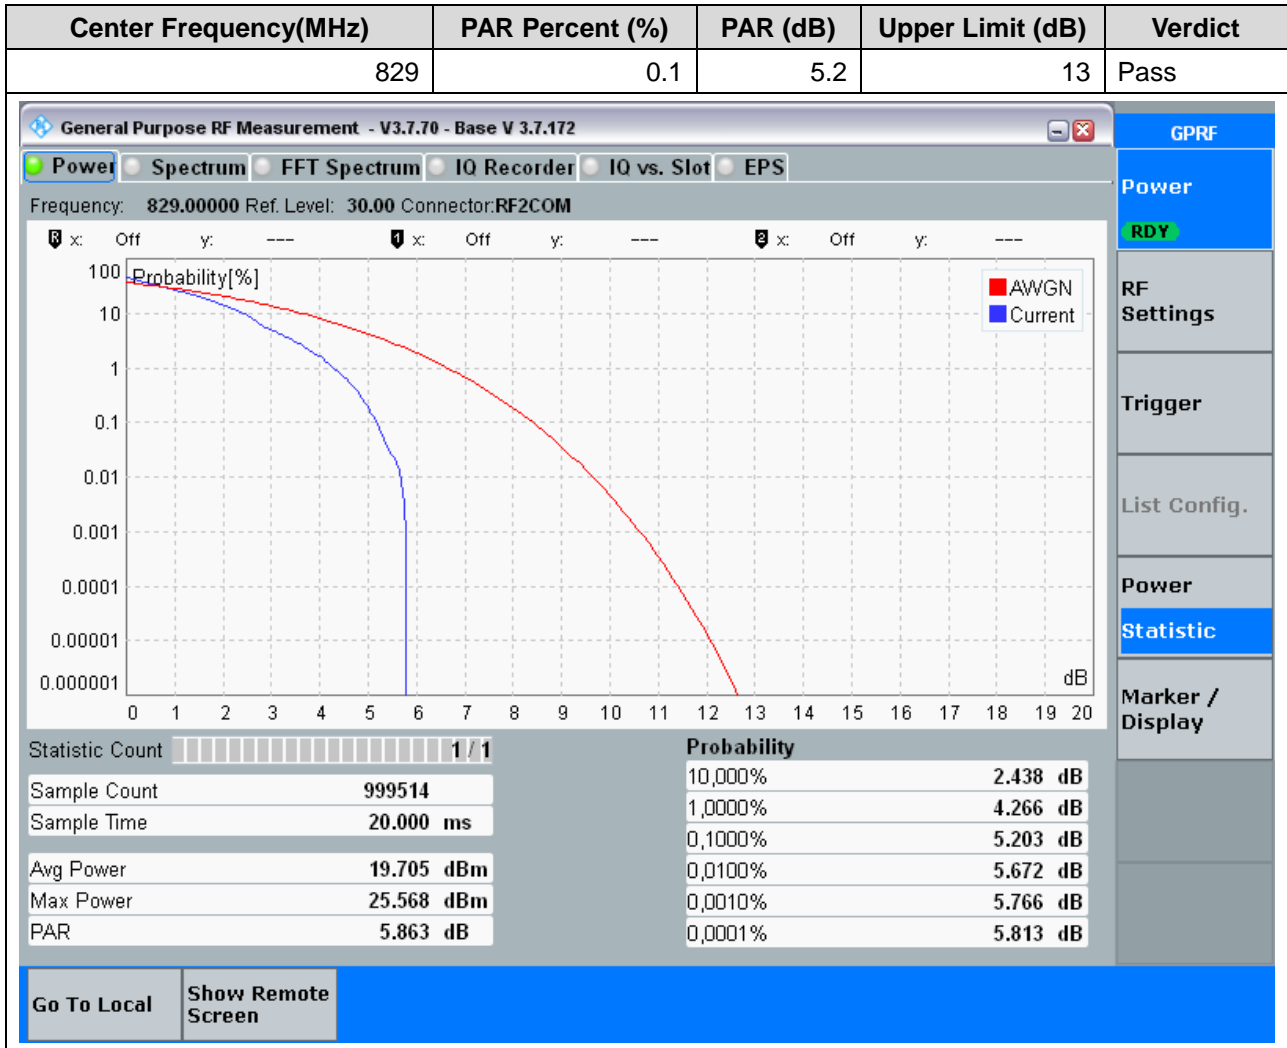 Center Frequency(MHz) PAR Percent (%) PAR (dB) Upper Limit (dB) Verdict
829 0.1 5.2 13 Pass
General Purpose RF Measurement - V3.7.70 - Base V 3.7.172
GPRF
Power Spectrum FFT Spectrum IQ Recorder IQ vs. Slot EPS
Power
RDY
Frequency: 829.00000 Ref. Level: 30.00 Connector:RF2COM
R x: Off y: --- 1 x: Off y: --- 2 x: Off y: ---
Probability[%]
AWGN
Current
100
10
1
0.1
0.01
0.001
0.0001
0.00001
0.000001
dB
0 1 2 3 4 5 6 7 8 9 10 11 12 13 14 15 16 17 18 19 20
RF
Settings
Trigger
List Config.
Power
Statistic
Marker /
Display
Statistic Count 1 / 1
Sample Count 999514
Sample Time 20.000 ms
Avg Power 19.705 dBm
Max Power 25.568 dBm
PAR 5.863 dB
Probability
10,000% 2.438 dB
1,0000% 4.266 dB
0,1000% 5.203 dB
0,0100% 5.672 dB
0,0010% 5.766 dB
0,0001% 5.813 dB
Go To Local
Show Remote
Screen